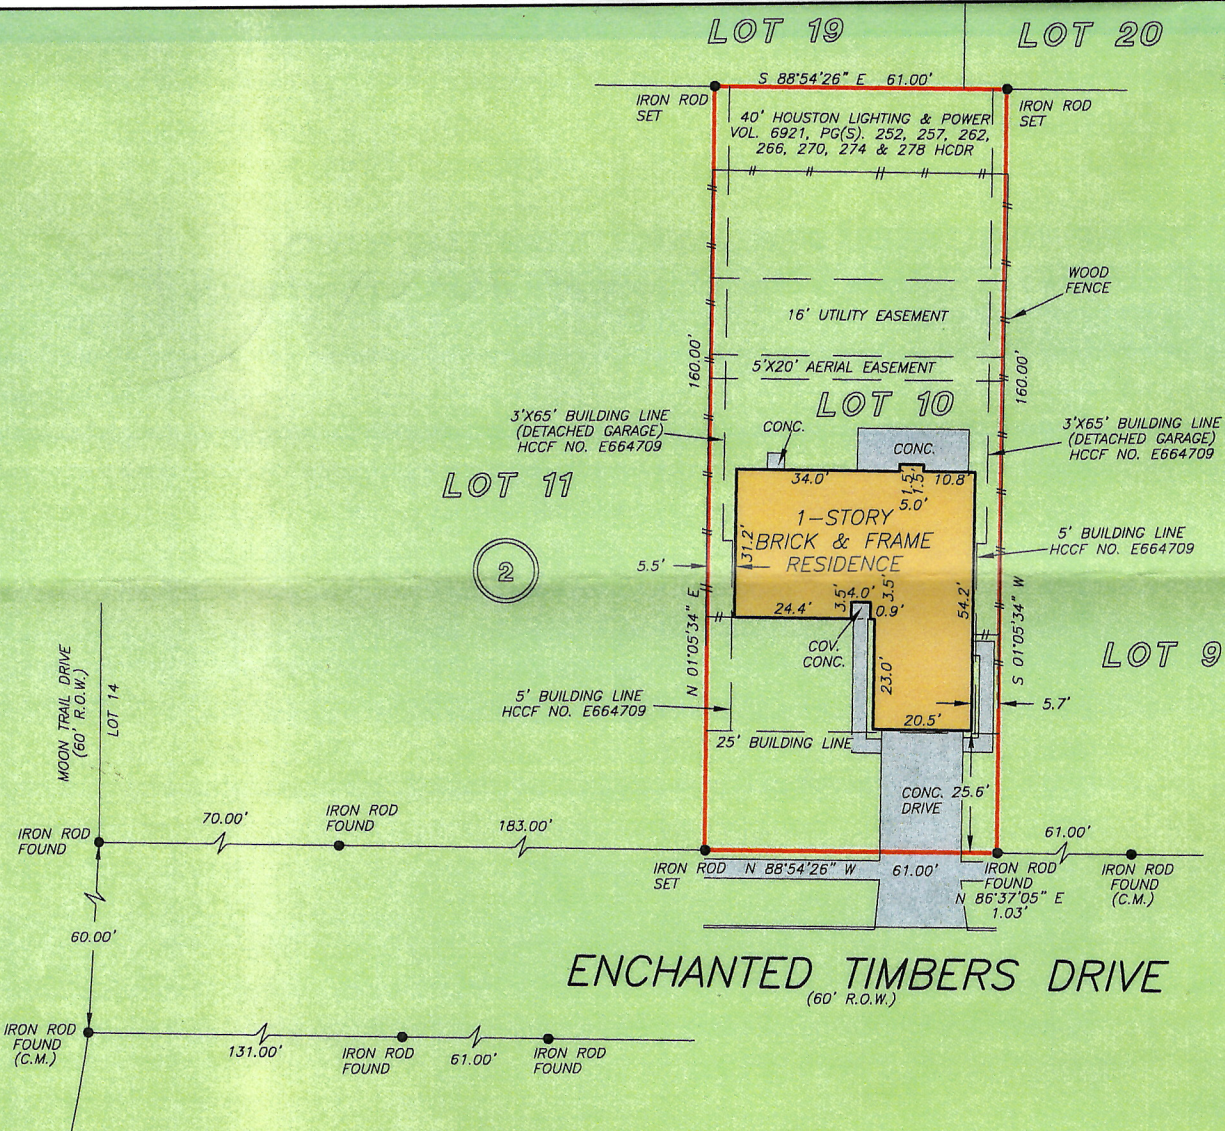 LOT 19
LOT 20
S 88°54'26" E 61.00'
IRON ROD
SET
IRON ROD
SET
40' HOUSTON LIGHTING & POWER
VOL. 6921, PG(S). 252, 257, 262,
266, 270, 274 & 278 HCDR
WOOD
FENCE
16' UTILITY EASEMENT
160.00'
160.00'
5'X20' AERIAL EASEMENT
LOT 10
3'X65' BUILDING LINE
(DETACHED GARAGE)
HCCF NO. E664709
CONC.
CONC.
3'X65' BUILDING LINE
(DETACHED GARAGE)
HCCF NO. E664709
LOT 11
34.0'
1.5'
1.5'
10.8'
5.0'
1-STORY
BRICK & FRAME
RESIDENCE
31.2'
5' BUILDING LINE
HCCF NO. E664709
2
5.5'
3.5'
4.0'
3.5'
24.4'
0.9'
54.2'
N 01°05'34" E
S 01°05'34" W
COV.
CONC.
LOT 9
23.0'
MOON TRAIL DRIVE
(60' R.O.W.)
LOT 14
5' BUILDING LINE
HCCF NO. E664709
5.7'
20.5'
25' BUILDING LINE
CONC.
DRIVE
25.6'
70.00'
IRON ROD
FOUND
183.00'
IRON ROD
FOUND
61.00'
IRON ROD
SET
N 88°54'26" W 61.00'
IRON ROD
FOUND
N 86°37'05" E
1.03'
IRON ROD
FOUND
(C.M.)
60.00'
ENCHANTED TIMBERS DRIVE
(60' R.O.W.)
IRON ROD
FOUND
(C.M.)
131.00'
IRON ROD
FOUND
61.00'
IRON ROD
FOUND